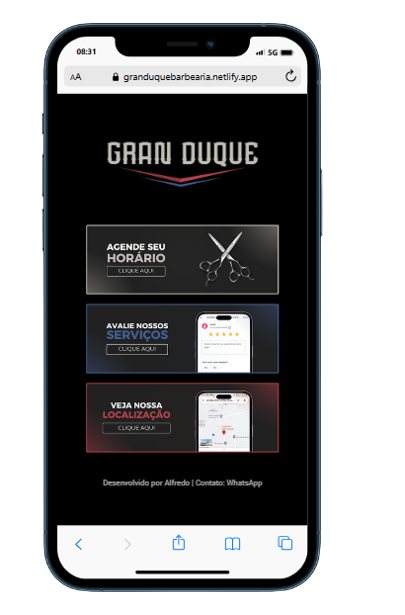 08:31
5G
AA
granduquebarbearia.netlify.app
GRAN DUQUE
AGENDE SEU
HORÁRIO
CLIQUE AQUI
AVALIE NOSSOS
SERVIÇOS
CLIQUE AQUI
VEJA NOSSA
LOCALIZAÇÃO
CLIQUE AQUI
Desenvolvido por Alfredo | Contato: WhatsApp